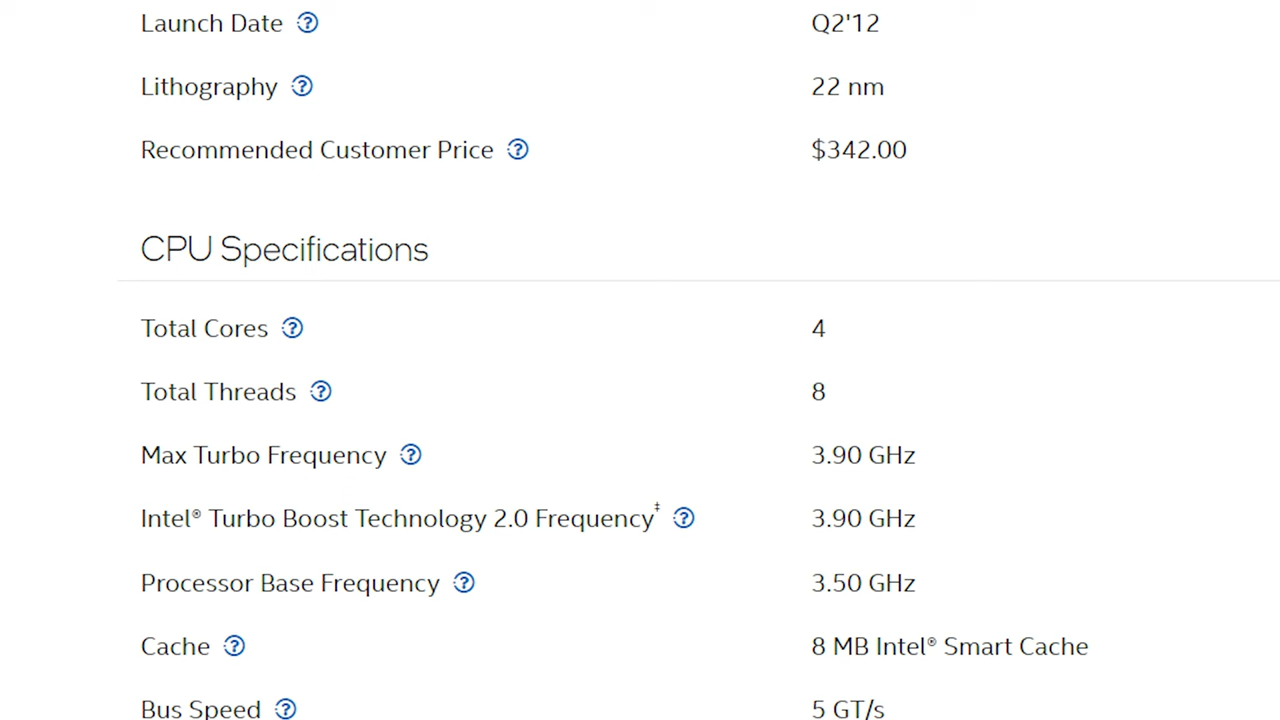 Launch Date Q2'12
Lithography 22 nm
Recommended Customer Price $342.00
CPU Specifications
Total Cores 4
Total Threads 8
Max Turbo Frequency 3.90 GHz
Intel® Turbo Boost Technology 2.0 Frequency‡ 3.90 GHz
Processor Base Frequency 3.50 GHz
Cache 8 MB Intel® Smart Cache
Bus Speed 5 GT/s